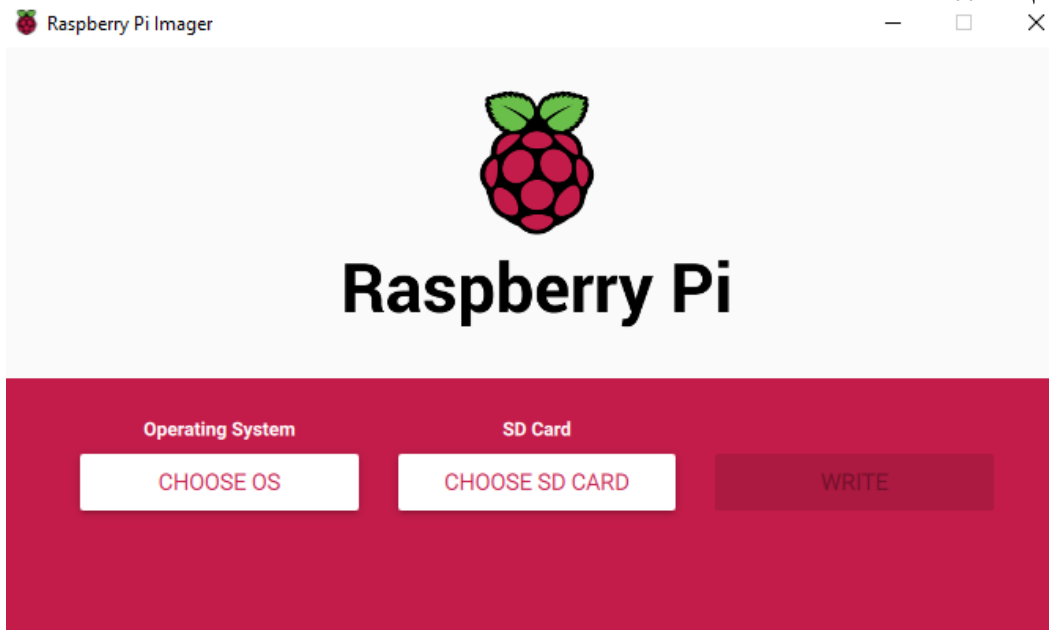 Raspberry Pi Imager
Raspberry Pi
Operating System
SD Card
CHOOSE OS
CHOOSE SD CARD
WRITE